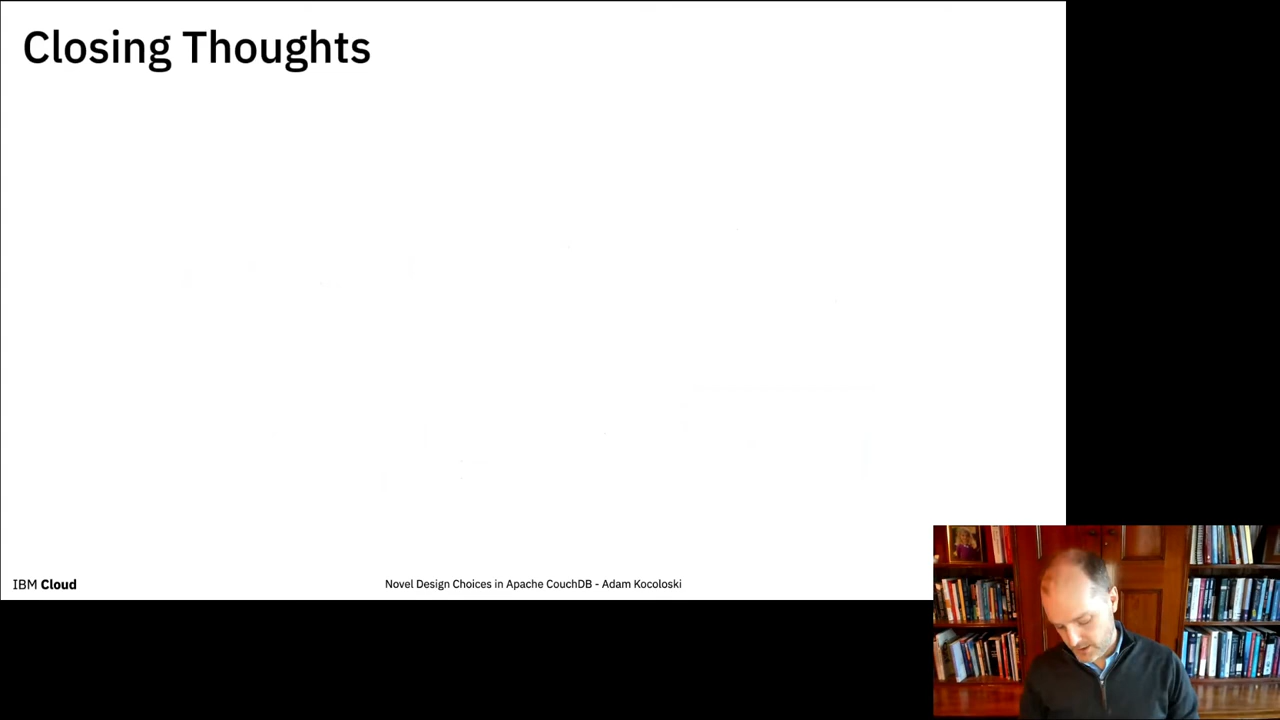 Closing Thoughts
IBM Cloud
Novel Design Choices in Apache CouchDB - Adam Kocoloski